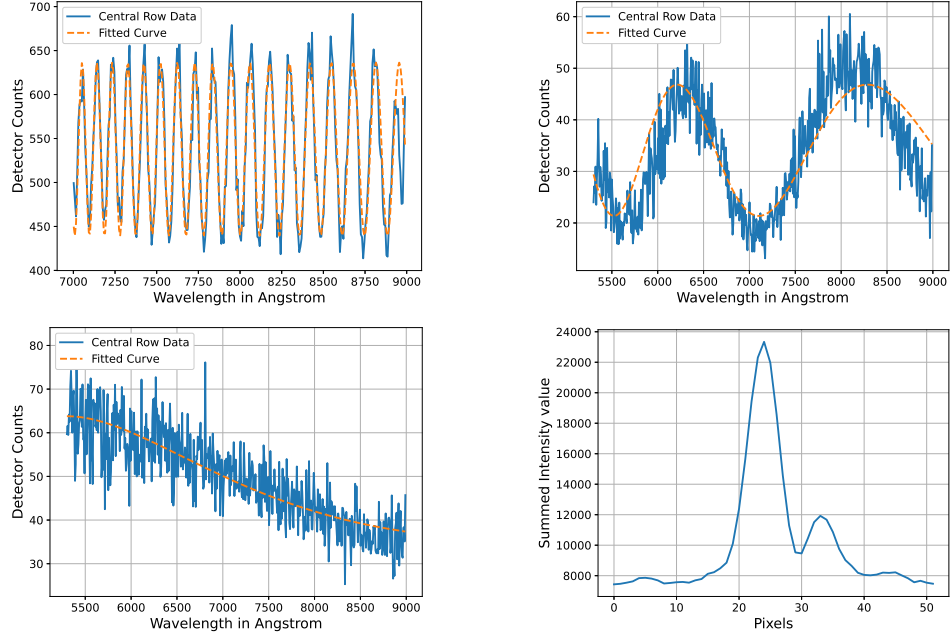 700
650
600
550
500
450
400
Detector Counts
Central Row Data
Fitted Curve
7000 7250 7500 7750 8000 8250 8500 8750 9000
Wavelength in Angstrom
60
50
40
30
20
Detector Counts
Central Row Data
Fitted Curve
5500 6000 6500 7000 7500 8000 8500 9000
Wavelength in Angstrom
80
70
60
50
40
30
Detector Counts
Central Row Data
Fitted Curve
5500 6000 6500 7000 7500 8000 8500 9000
Wavelength in Angstrom
24000
22000
20000
18000
16000
14000
12000
10000
8000
Summed Intensity value
0 10 20 30 40 50
Pixels